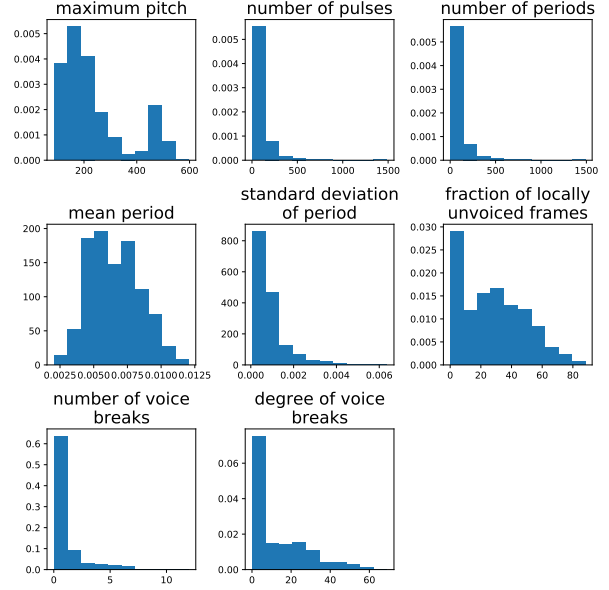 maximum pitch
0.005
0.004
0.003
0.002
0.001
0.000
200 400 600
number of pulses
0.005
0.004
0.003
0.002
0.001
0.000
0 500 1000 1500
number of periods
0.005
0.004
0.003
0.002
0.001
0.000
0 500 1000 1500
mean period
200
150
100
50
0
0.0025 0.0050 0.0075 0.0100 0.0125
standard deviation
of period
800
600
400
200
0
0.000 0.002 0.004 0.006
fraction of locally
unvoiced frames
0.030
0.025
0.020
0.015
0.010
0.005
0.000
0 20 40 60 80
number of voice
breaks
0.6
0.5
0.4
0.3
0.2
0.1
0.0
0 5 10
degree of voice
breaks
0.06
0.04
0.02
0.00
0 20 40 60